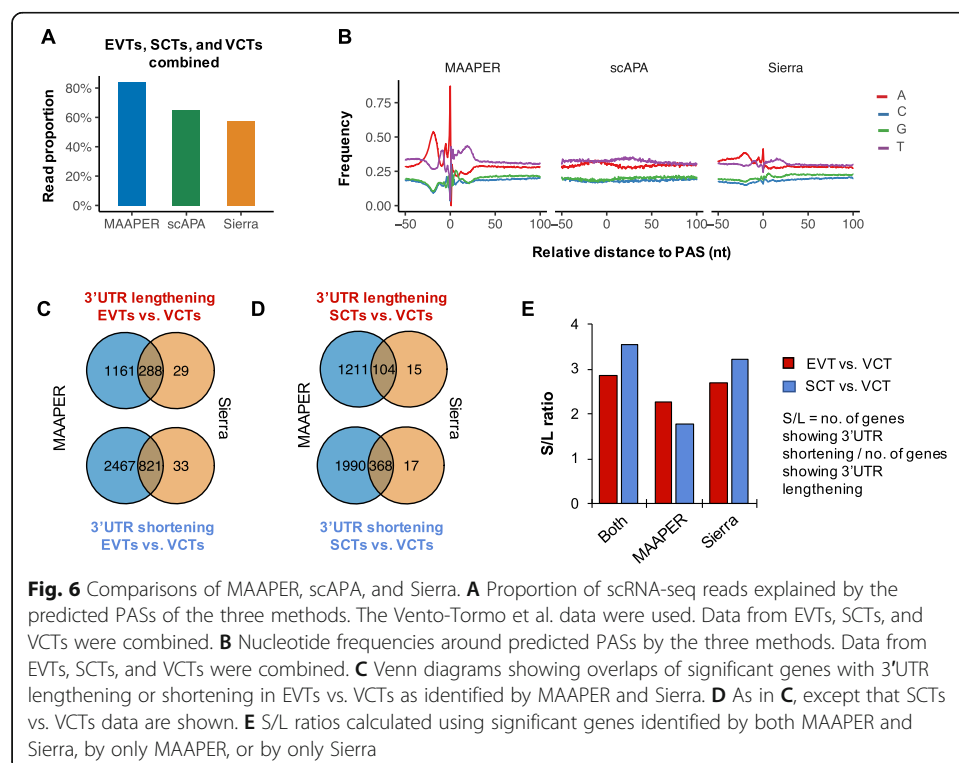 A
EVTs, SCTs, and VCTs
combined
Read proportion
80%
60%
40%
20%
0%
MAAPER scAPA Sierra
B
MAAPER scAPA Sierra
Frequency
0.75
0.50
0.25
0.00
−50 0 50 100
−50 0 50 100
−50 0 50 100
Relative distance to PAS (nt)
A
C
G
T
C
3'UTR lengthening
EVTs vs. VCTs
MAAPER
1161 288 29
Sierra
2467 821 33
3'UTR shortening
EVTs vs. VCTs
D
3'UTR lengthening
SCTs vs. VCTs
MAAPER
1211 104 15
Sierra
1990 368 17
3'UTR shortening
SCTs vs. VCTs
E
S/L ratio
4
3
2
1
0
Both MAAPER Sierra
EVT vs. VCT
SCT vs. VCT
S/L = no. of genes
showing 3'UTR
shortening / no. of genes
showing 3'UTR
lengthening
Fig. 6 Comparisons of MAAPER, scAPA, and Sierra. A Proportion of scRNA-seq reads explained by the
predicted PASs of the three methods. The Vento-Tormo et al. data were used. Data from EVTs, SCTs, and
VCTs were combined. B Nucleotide frequencies around predicted PASs by the three methods. Data from
EVTs, SCTs, and VCTs were combined. C Venn diagrams showing overlaps of significant genes with 3′UTR
lengthening or shortening in EVTs vs. VCTs as identified by MAAPER and Sierra. D As in C, except that SCTs
vs. VCTs data are shown. E S/L ratios calculated using significant genes identified by both MAAPER and
Sierra, by only MAAPER, or by only Sierra